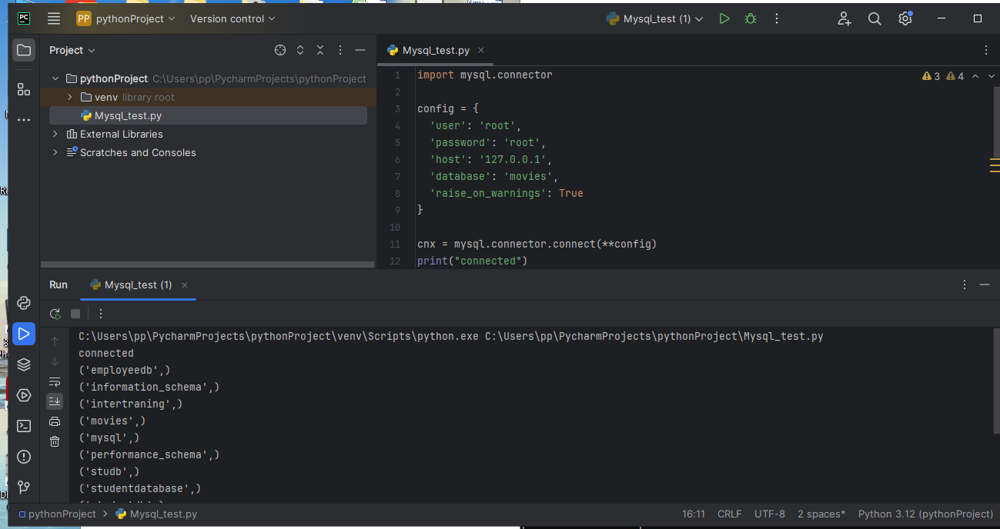 PC PP pythonProject Version control Mysql_test (1)
Project
pythonProject C:\Users\pp\PycharmProjects\pythonProject
venv library root
Mysql_test.py
External Libraries
Scratches and Consoles
Mysql_test.py
3 4
1 import mysql.connector
2
3 config = {
4 'user': 'root',
5 'password': 'root',
6 'host': '127.0.0.1',
7 'database': 'movies',
8 'raise_on_warnings': True
9 }
10
11 cnx = mysql.connector.connect(**config)
12 print("connected")
Run Mysql_test (1)
C:\Users\pp\PycharmProjects\pythonProject\venv\Scripts\python.exe C:\Users\pp\PycharmProjects\pythonProject\Mysql_test.py
connected
('employeedb',)
('information_schema',)
('intertraning',)
('movies',)
('mysql',)
('performance_schema',)
('studb',)
('studentdatabase',)
pythonProject > Mysql_test.py 16:11 CRLF UTF-8 2 spaces* Python 3.12 (pythonProject)